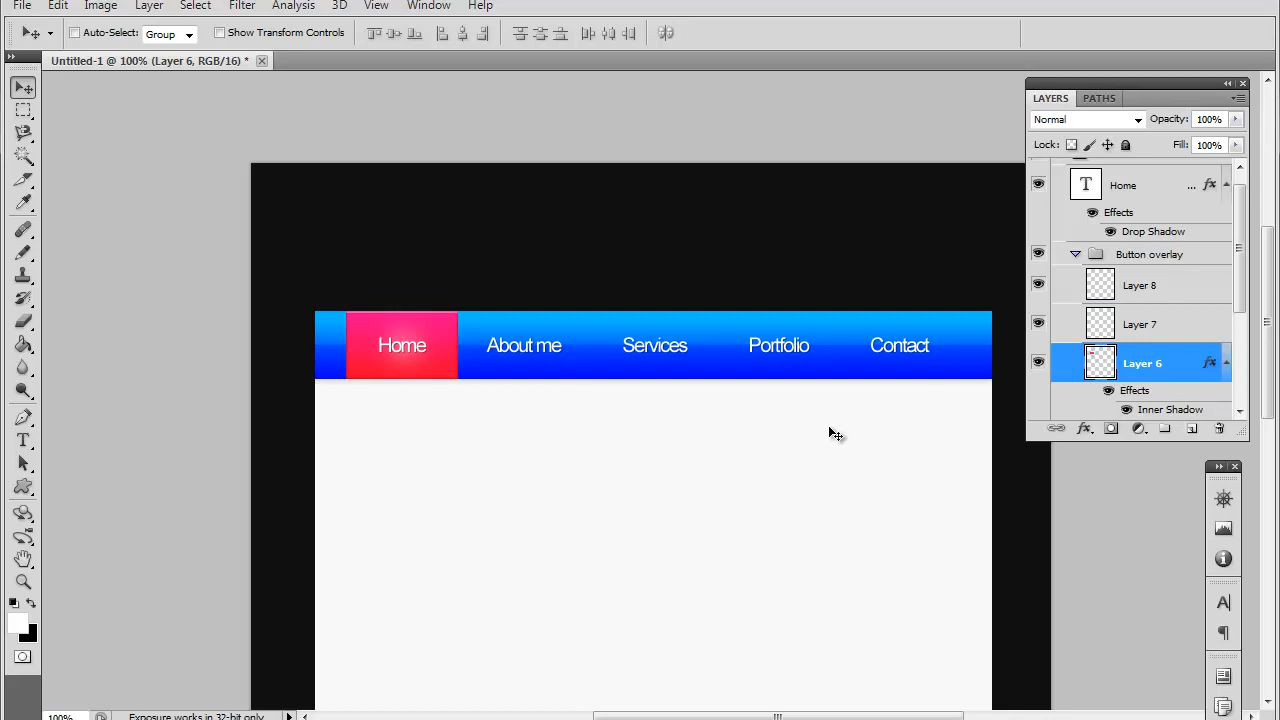 File Edit Image Layer Select Filter Analysis 3D View Window Help
Auto-Select: Group Show Transform Controls
Untitled-1 @ 100% (Layer 6, RGB/16) *
LAYERS PATHS
Normal Opacity: 100%
Lock: Fill: 100%
T Home ... fx
Effects
Drop Shadow
Button overlay
Layer 8
Layer 7
Layer 6 fx
Effects
Inner Shadow
Home About me Services Portfolio Contact
100% Exposure works in 32-bit only